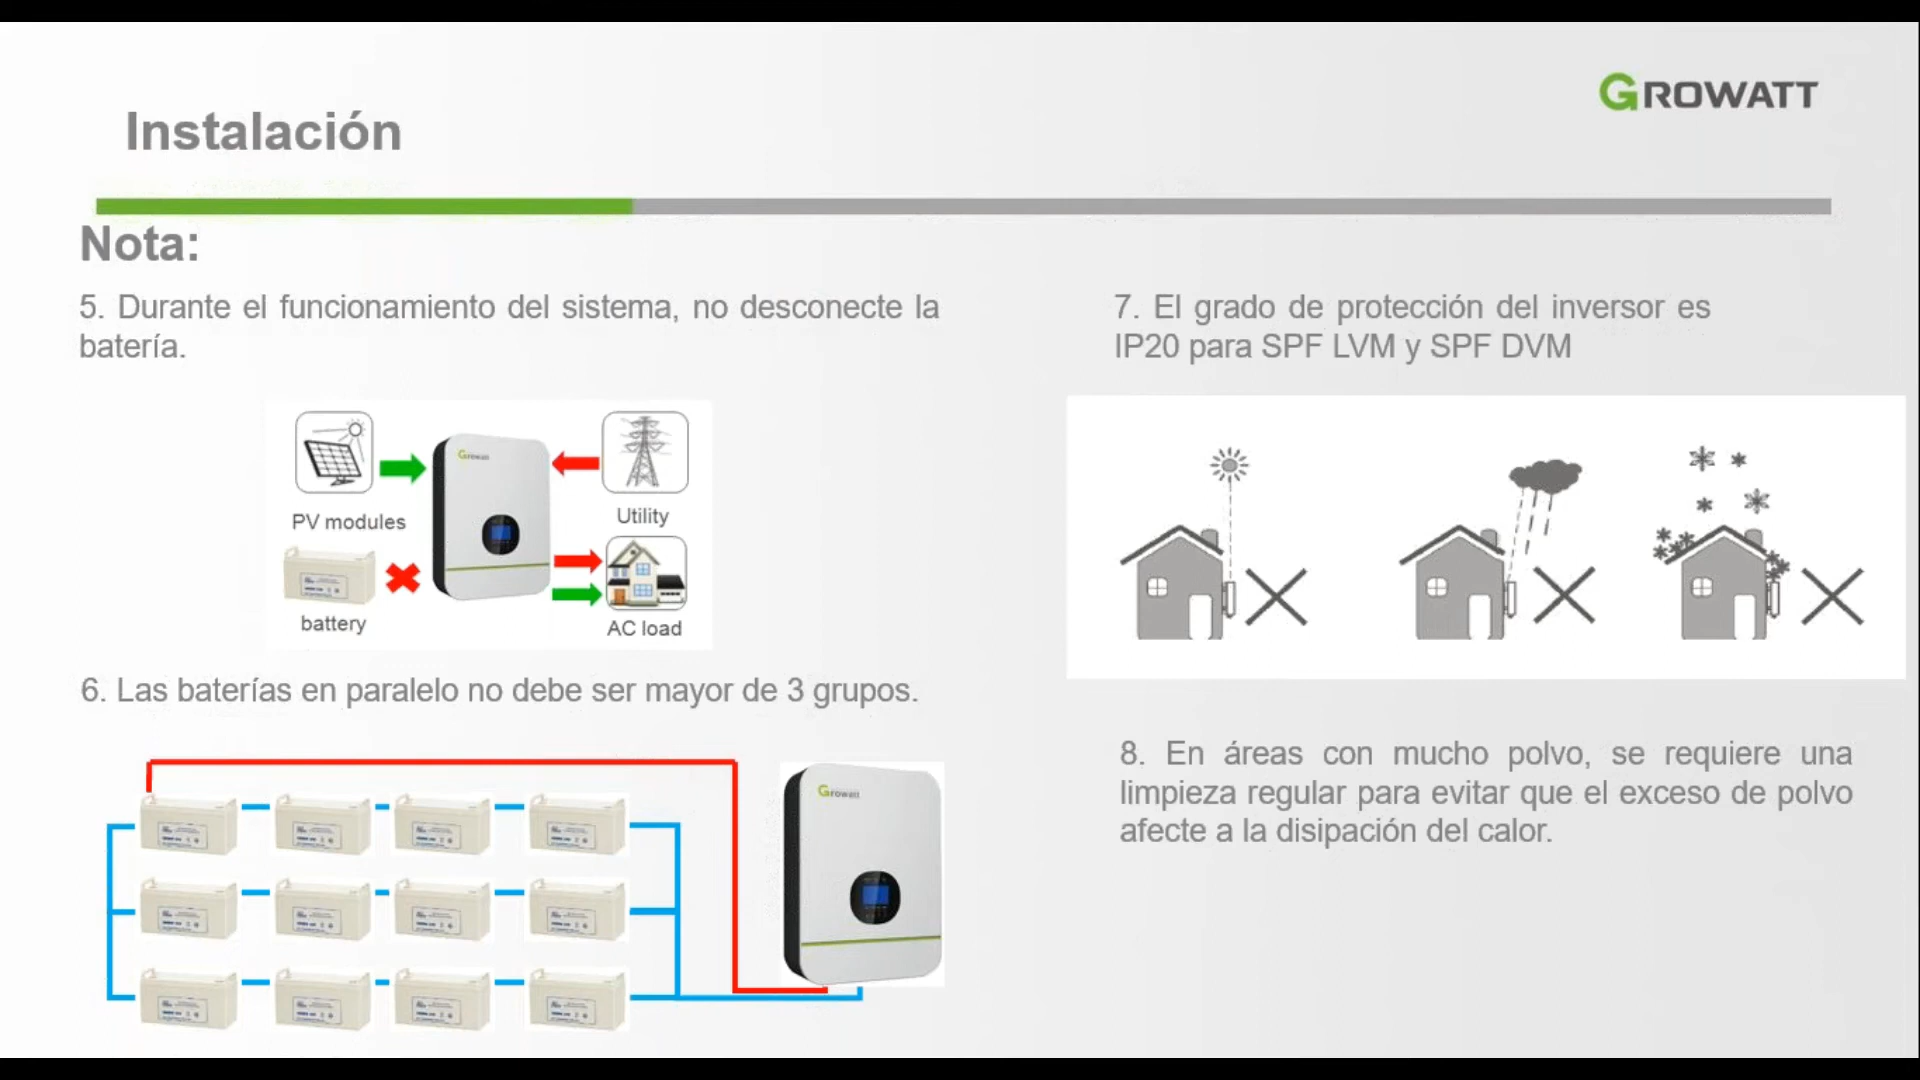 GROWATT
Instalación
Nota:
5. Durante el funcionamiento del sistema, no desconecte la
batería.
PV modules
Growatt
Utility
battery
AC load
6. Las baterías en paralelo no debe ser mayor de 3 grupos.
Growatt
7. El grado de protección del inversor es
IP20 para SPF LVM y SPF DVM
8. En áreas con mucho polvo, se requiere una
limpieza regular para evitar que el exceso de polvo
afecte a la disipación del calor.